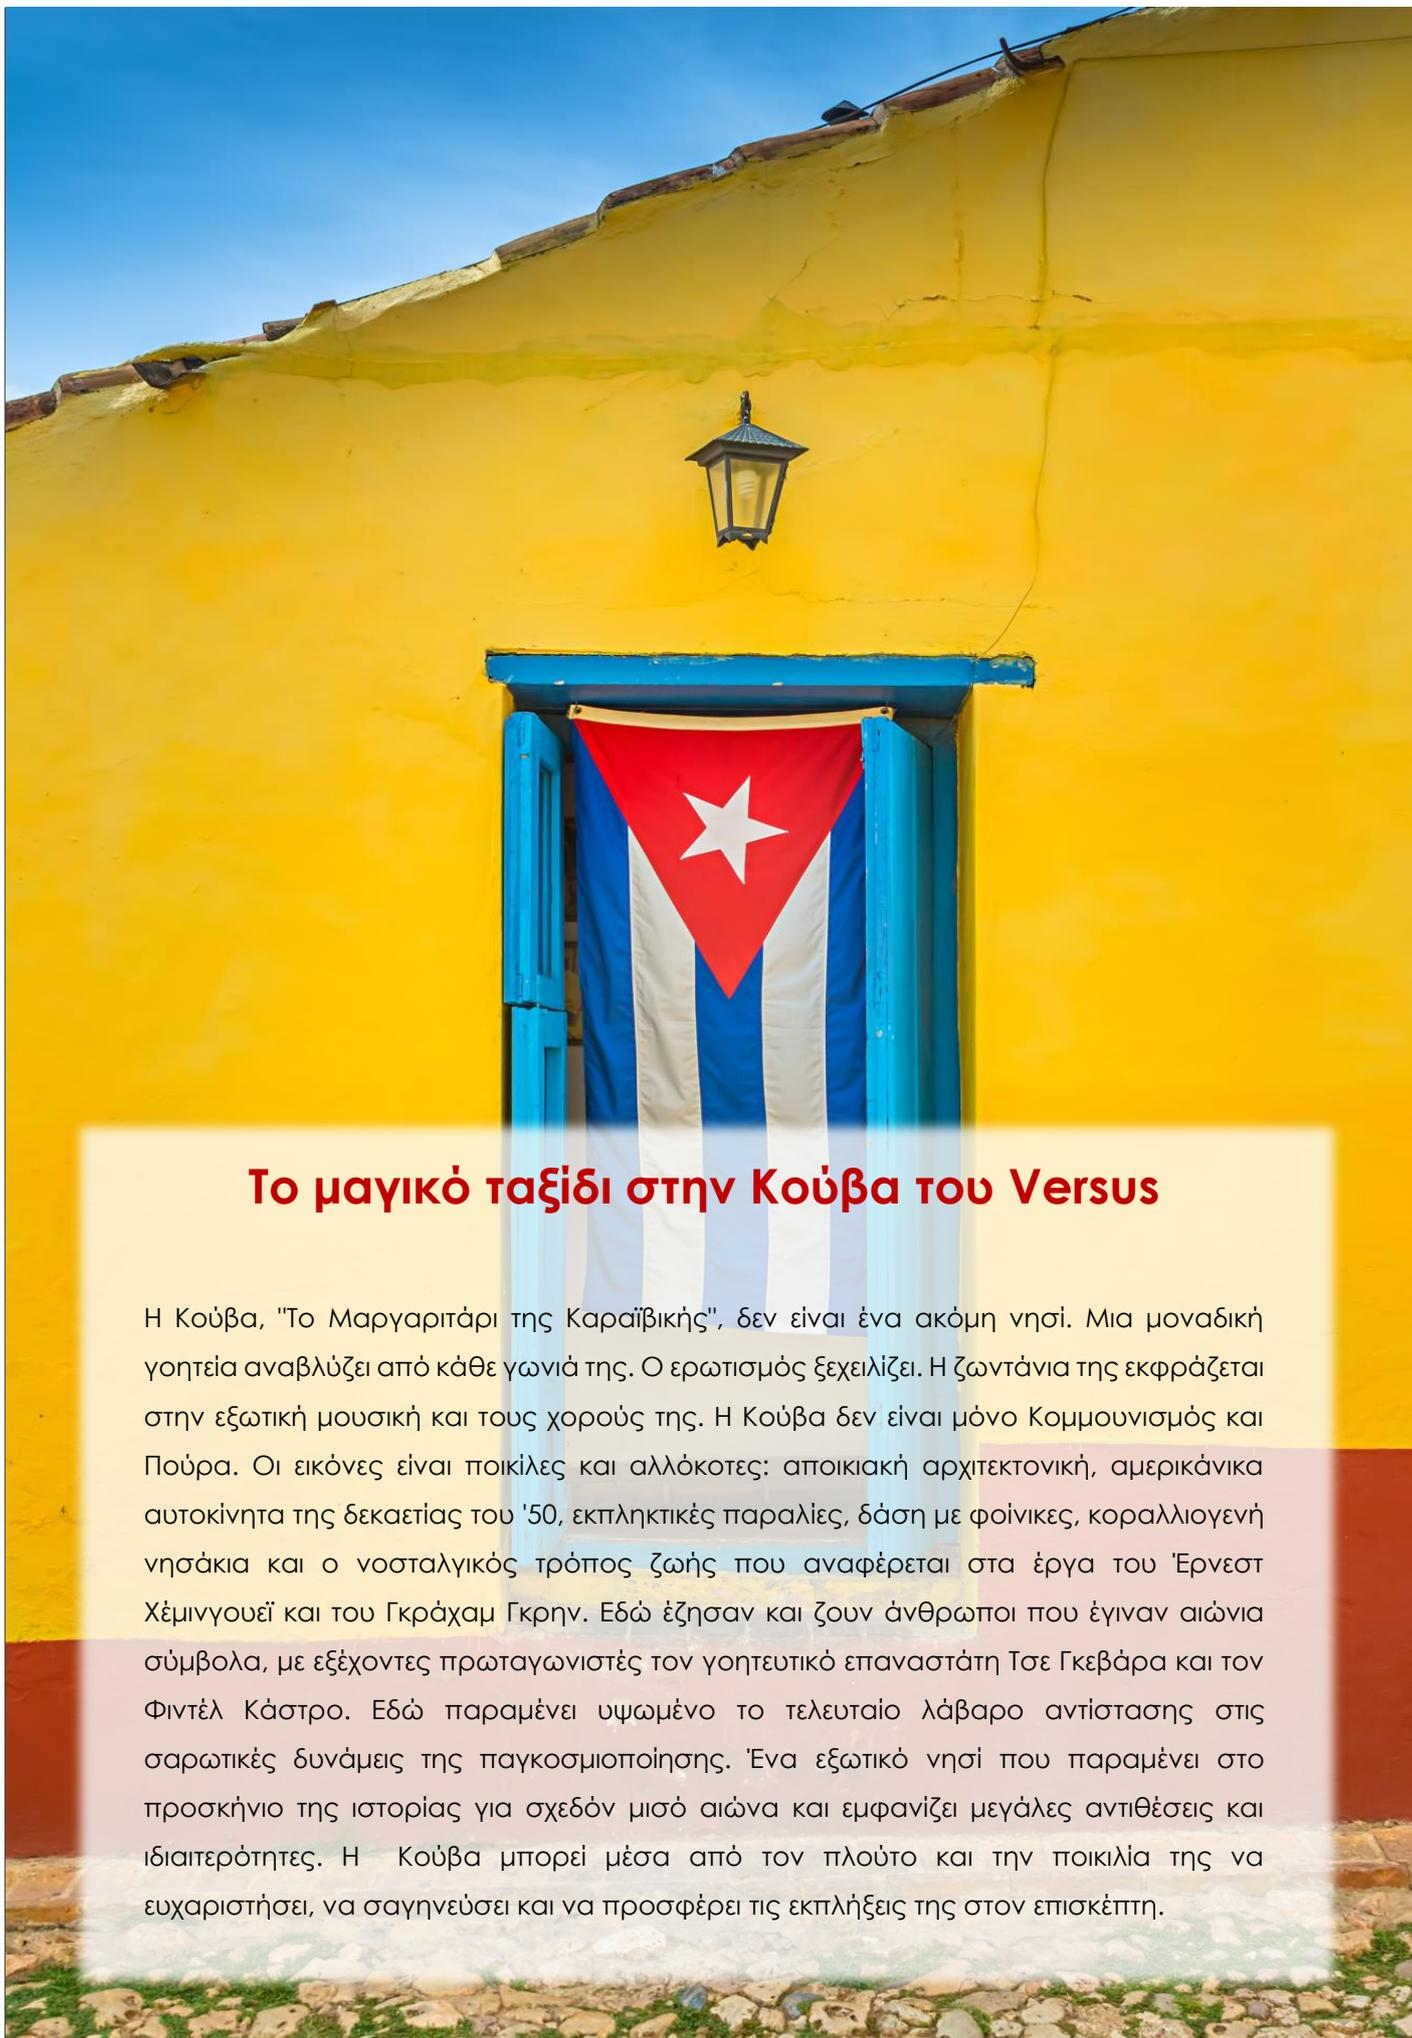 Το μαγικό ταξίδι στην Κούβα του Versus
Η Κούβα, "Το Μαργαριτάρι της Καραϊβικής", δεν είναι ένα ακόμη νησί. Μια μοναδική
γοητεία αναβλύζει από κάθε γωνιά της. Ο ερωτισμός ξεχειλίζει. Η ζωντάνια της εκφράζεται
στην εξωτική μουσική και τους χορούς της. Η Κούβα δεν είναι μόνο Κομμουνισμός και
Πούρα. Οι εικόνες είναι ποικίλες και αλλόκοτες: αποικιακή αρχιτεκτονική, αμερικάνικα
αυτοκίνητα της δεκαετίας του '50, εκπληκτικές παραλίες, δάση με φοίνικες, κοραλλιογενή
νησάκια και ο νοσταλγικός τρόπος ζωής που αναφέρεται στα έργα του Έρνεστ
Χέμινγουεϊ και του Γκράχαμ Γκρην. Εδώ έζησαν και ζουν άνθρωποι που έγιναν αιώνια
σύμβολα, με εξέχοντες πρωταγωνιστές τον γοητευτικό επαναστάτη Τσε Γκεβάρα και τον
Φιντέλ Κάστρο. Εδώ παραμένει υψωμένο το τελευταίο λάβαρο αντίστασης στις
σαρωτικές δυνάμεις της παγκοσμιοποίησης. Ένα εξωτικό νησί που παραμένει στο
προσκήνιο της ιστορίας για σχεδόν μισό αιώνα και εμφανίζει μεγάλες αντιθέσεις και
ιδιαιτερότητες. Η Κούβα μπορεί μέσα από τον πλούτο και την ποικιλία της να
ευχαριστήσει, να σαγηνεύσει και να προσφέρει τις εκπλήξεις της στον επισκέπτη.